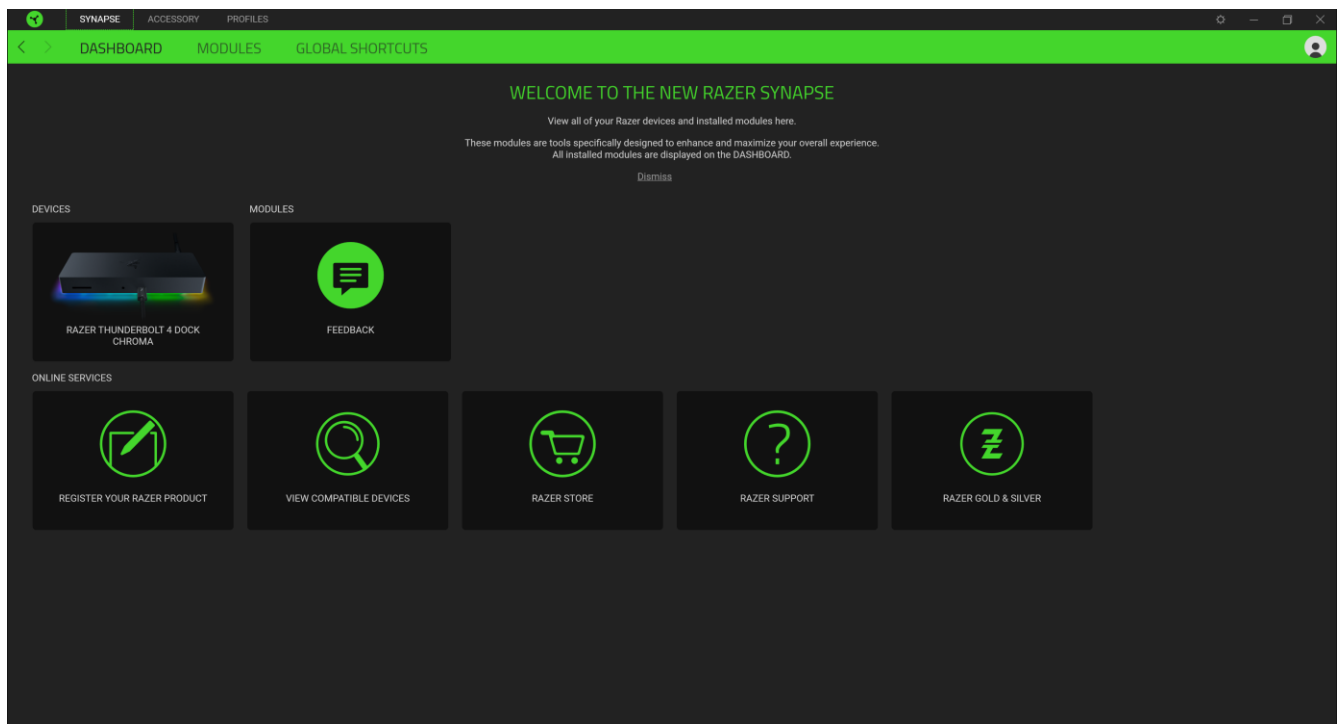 SYNAPSE ACCESSORY PROFILES
DASHBOARD MODULES GLOBAL SHORTCUTS
WELCOME TO THE NEW RAZER SYNAPSE
View all of your Razer devices and installed modules here.
These modules are tools specifically designed to enhance and maximize your overall experience.
All installed modules are displayed on the DASHBOARD.
Dismiss
DEVICES MODULES
RAZER THUNDERBOLT 4 DOCK
CHROMA
FEEDBACK
ONLINE SERVICES
REGISTER YOUR RAZER PRODUCT
VIEW COMPATIBLE DEVICES
RAZER STORE
RAZER SUPPORT
RAZER GOLD & SILVER